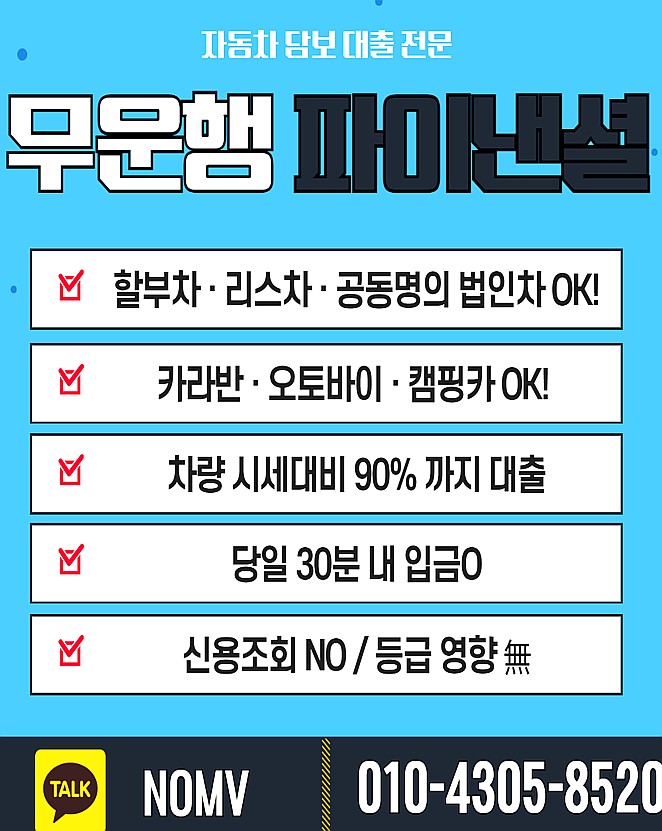 자동차 담보 대출 전문
무운행 파이낸셜
할부차 · 리스차 · 공동명의 법인차 OK!
카라반 · 오토바이 · 캠핑카 OK!
차량 시세대비 90% 까지 대출
당일 30분 내 입금O
신용조회 NO / 등급 영향 無
TALK
NOMV
010-4305-8520